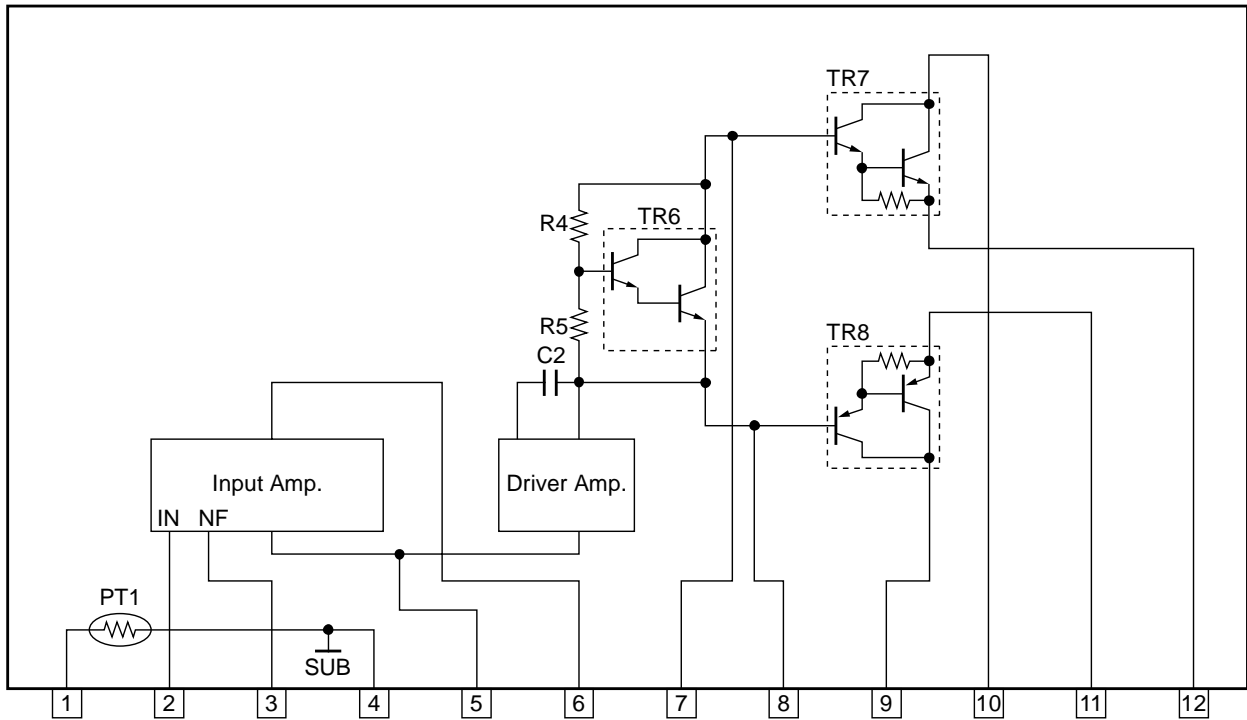 TR7
R4
TR6
R5
TR8
C2
Input Amp.
Driver Amp.
IN NF
PT1
SUB
1 2 3 4 5 6 7 8 9 10 11 12